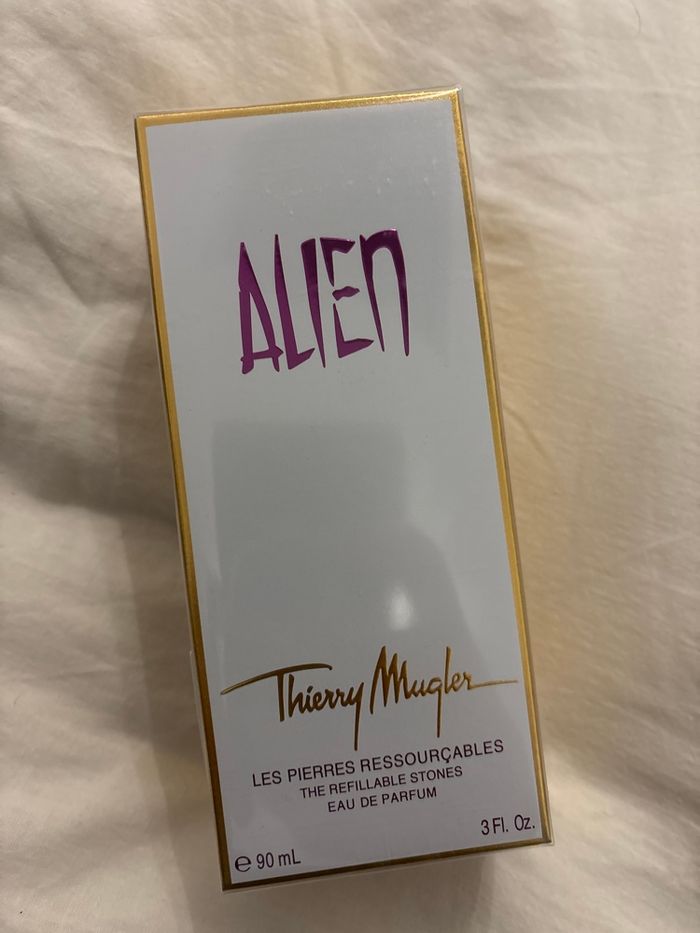 ALIEN
Thierry Mugler
LES PIERRES RESSOURÇABLES
THE REFILLABLE STONES
EAU DE PARFUM
3 Fl. Oz.
℮ 90 mL